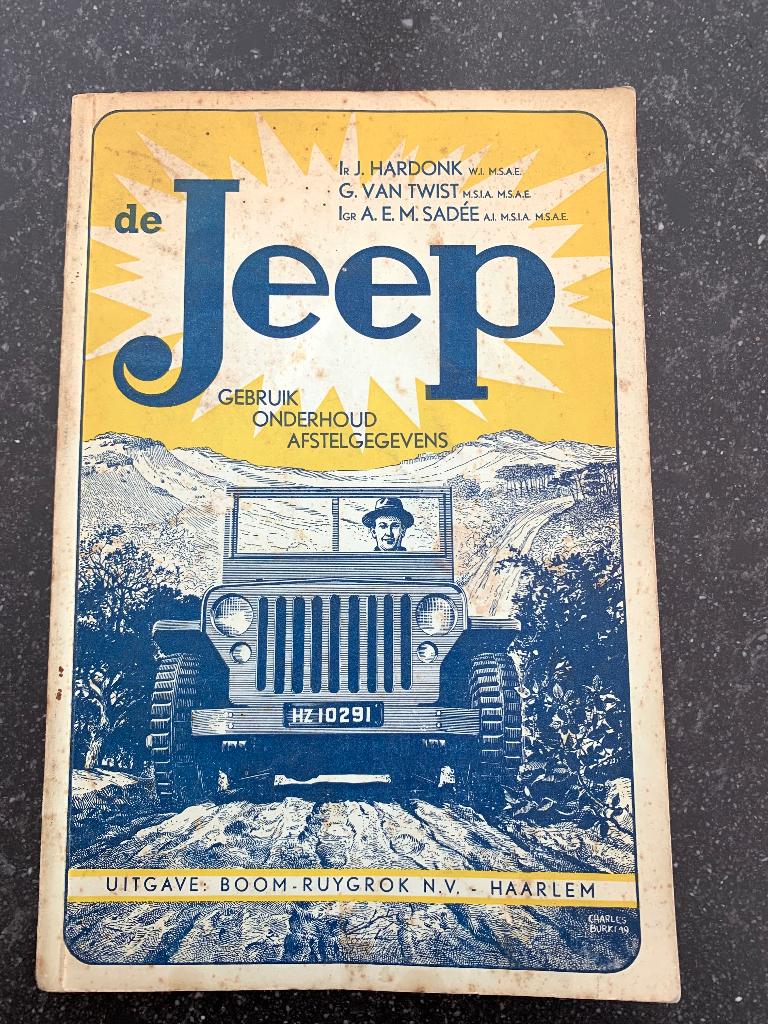 Ir J. HARDONK W.I. M.S.A.E.
G. VAN TWIST M.S.I.A. M.S.A.E.
Igr A. E. M. SADÉE A.I. M.S.I.A. M.S.A.E.
de Jeep
GEBRUIK
ONDERHOUD
AFSTELGEGEVENS
HZ 10291
UITGAVE: BOOM-RUYGROK N.V. - HAARLEM
CHARLES
BURKI 49